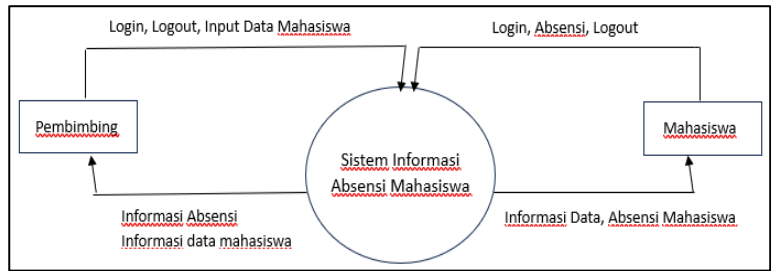 Login, Logout, Input Data Mahasiswa
Login, Absensi, Logout
Pembimbing
Mahasiswa
Sistem Informasi
Absensi Mahasiswa
Informasi Absensi
Informasi data mahasiswa
Informasi Data, Absensi Mahasiswa